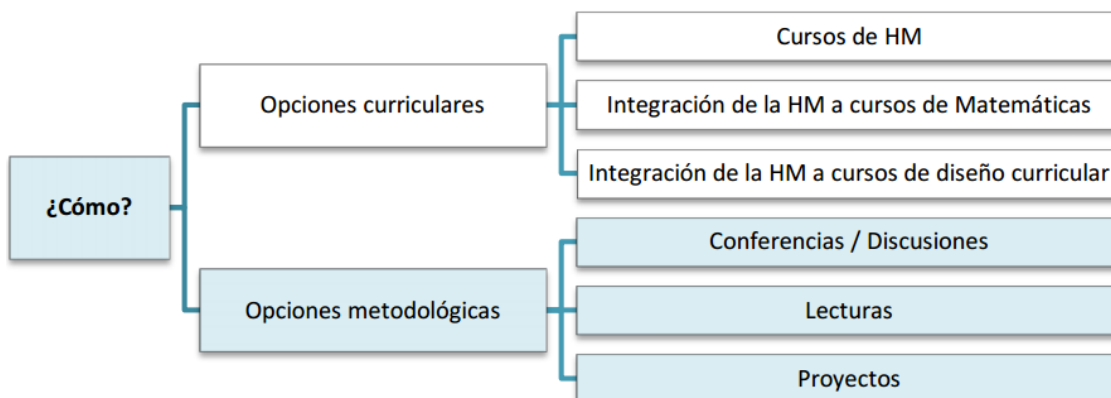 ¿Cómo?
Opciones curriculares
Cursos de HM
Integración de la HM a cursos de Matemáticas
Integración de la HM a cursos de diseño curricular
Opciones metodológicas
Conferencias / Discusiones
Lecturas
Proyectos